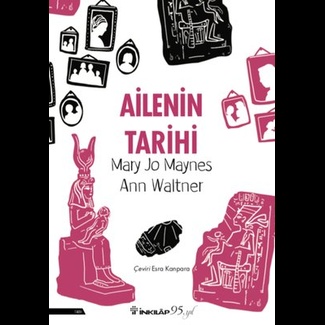 AİLENİN
TARİHİ
Mary Jo Maynes
Ann Waltner
Çeviri Esra Kanpara
İNKILÂP 95.yıl